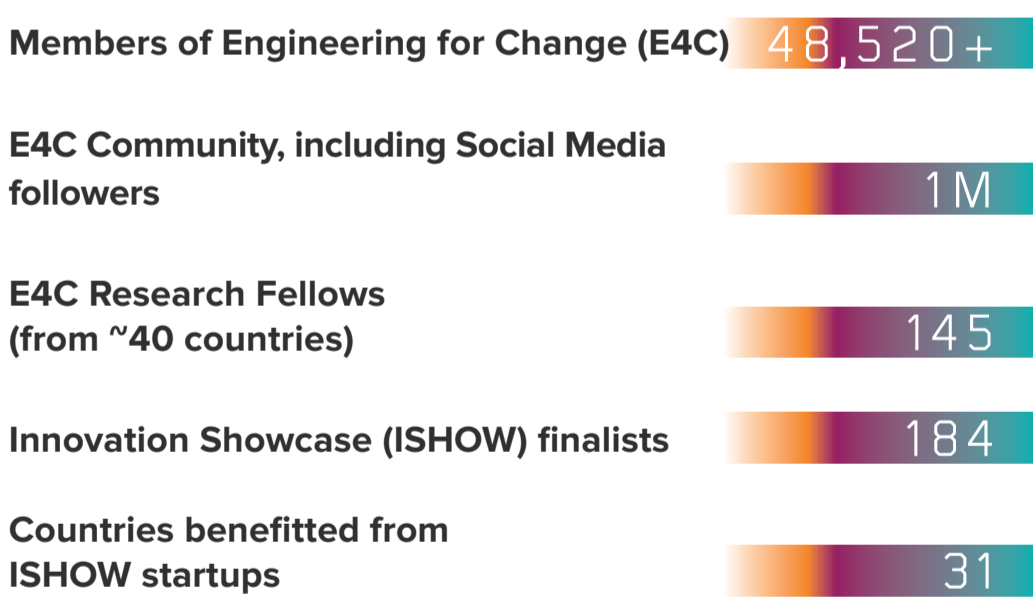 Members of Engineering for Change (E4C) 48,520+
E4C Community, including Social Media
followers 1M
E4C Research Fellows
(from ~40 countries) 145
Innovation Showcase (ISHOW) finalists 184
Countries benefitted from
ISHOW startups 31